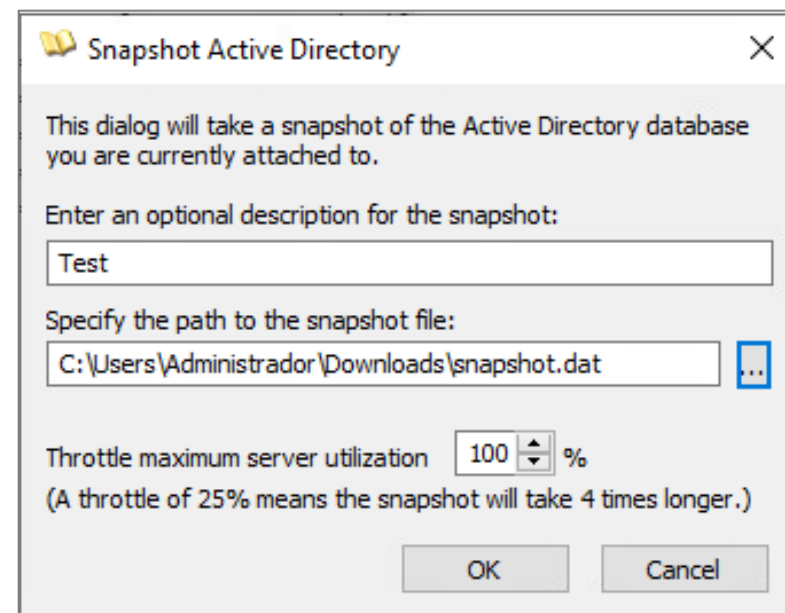 Snapshot Active Directory
This dialog will take a snapshot of the Active Directory database
you are currently attached to.
Enter an optional description for the snapshot:
Test
Specify the path to the snapshot file:
C:\Users\Administrador\Downloads\snapshot.dat
...
Throttle maximum server utilization 100 %
(A throttle of 25% means the snapshot will take 4 times longer.)
OK Cancel